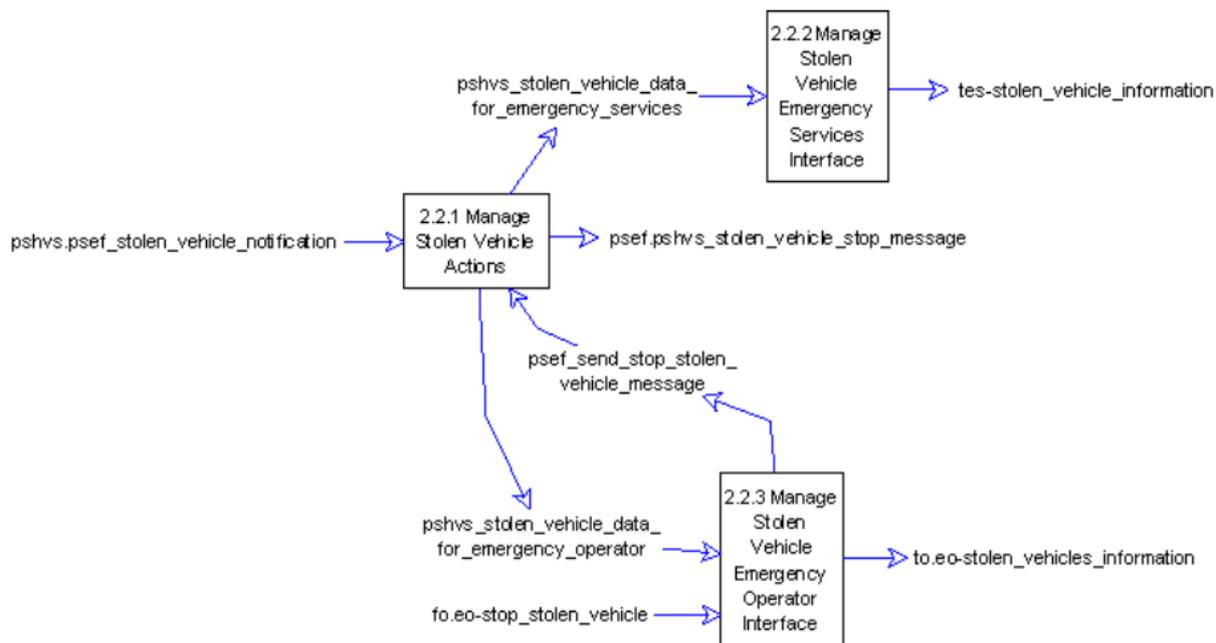 2.2.2 Manage
Stolen
Vehicle
Emergency
Services
Interface
pshvs_stolen_vehicle_data_
for_emergency_services
tes-stolen_vehicle_information
2.2.1 Manage
Stolen Vehicle
Actions
pshvs.psef_stolen_vehicle_notification
psef.pshvs_stolen_vehicle_stop_message
psef_send_stop_stolen_
vehicle_message
2.2.3 Manage
Stolen
Vehicle
Emergency
Operator
Interface
pshvs_stolen_vehicle_data_
for_emergency_operator
to.eo-stolen_vehicles_information
fo.eo-stop_stolen_vehicle